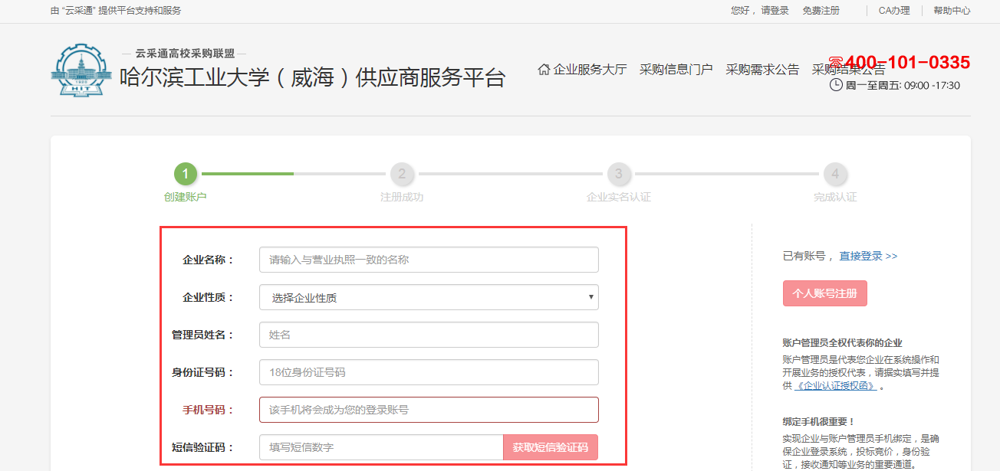 由 “云采通” 提供平台支持和服务
您好，请登录 免费注册 CA办理 帮助中心
云采通高校采购联盟
哈尔滨工业大学（威海）供应商服务平台
HIT
1920
企业服务大厅 采购信息门户 采购需求公告 采购结果公告
400-101-0335
周一至周五: 09:00 -17:30
1 2 3 4
创建账户 注册成功 企业实名认证 完成认证
企业名称： 请输入与营业执照一致的名称
企业性质： 选择企业性质
管理员姓名： 姓名
身份证号码： 18位身份证号码
手机号码： 该手机将会成为您的登录账号
短信验证码： 填写短信数字 获取短信验证码
已有账号， 直接登录 >>
个人账号注册
账户管理员全权代表你的企业
账户管理员是代表您企业在系统操作和
开展业务的授权代表，请据实填写并提
供 《企业认证授权函》 。
绑定手机很重要！
实现企业与账户管理员手机绑定，是确
保企业登录系统，投标竞价，身份验
证，接收通知等业务的重要通道。